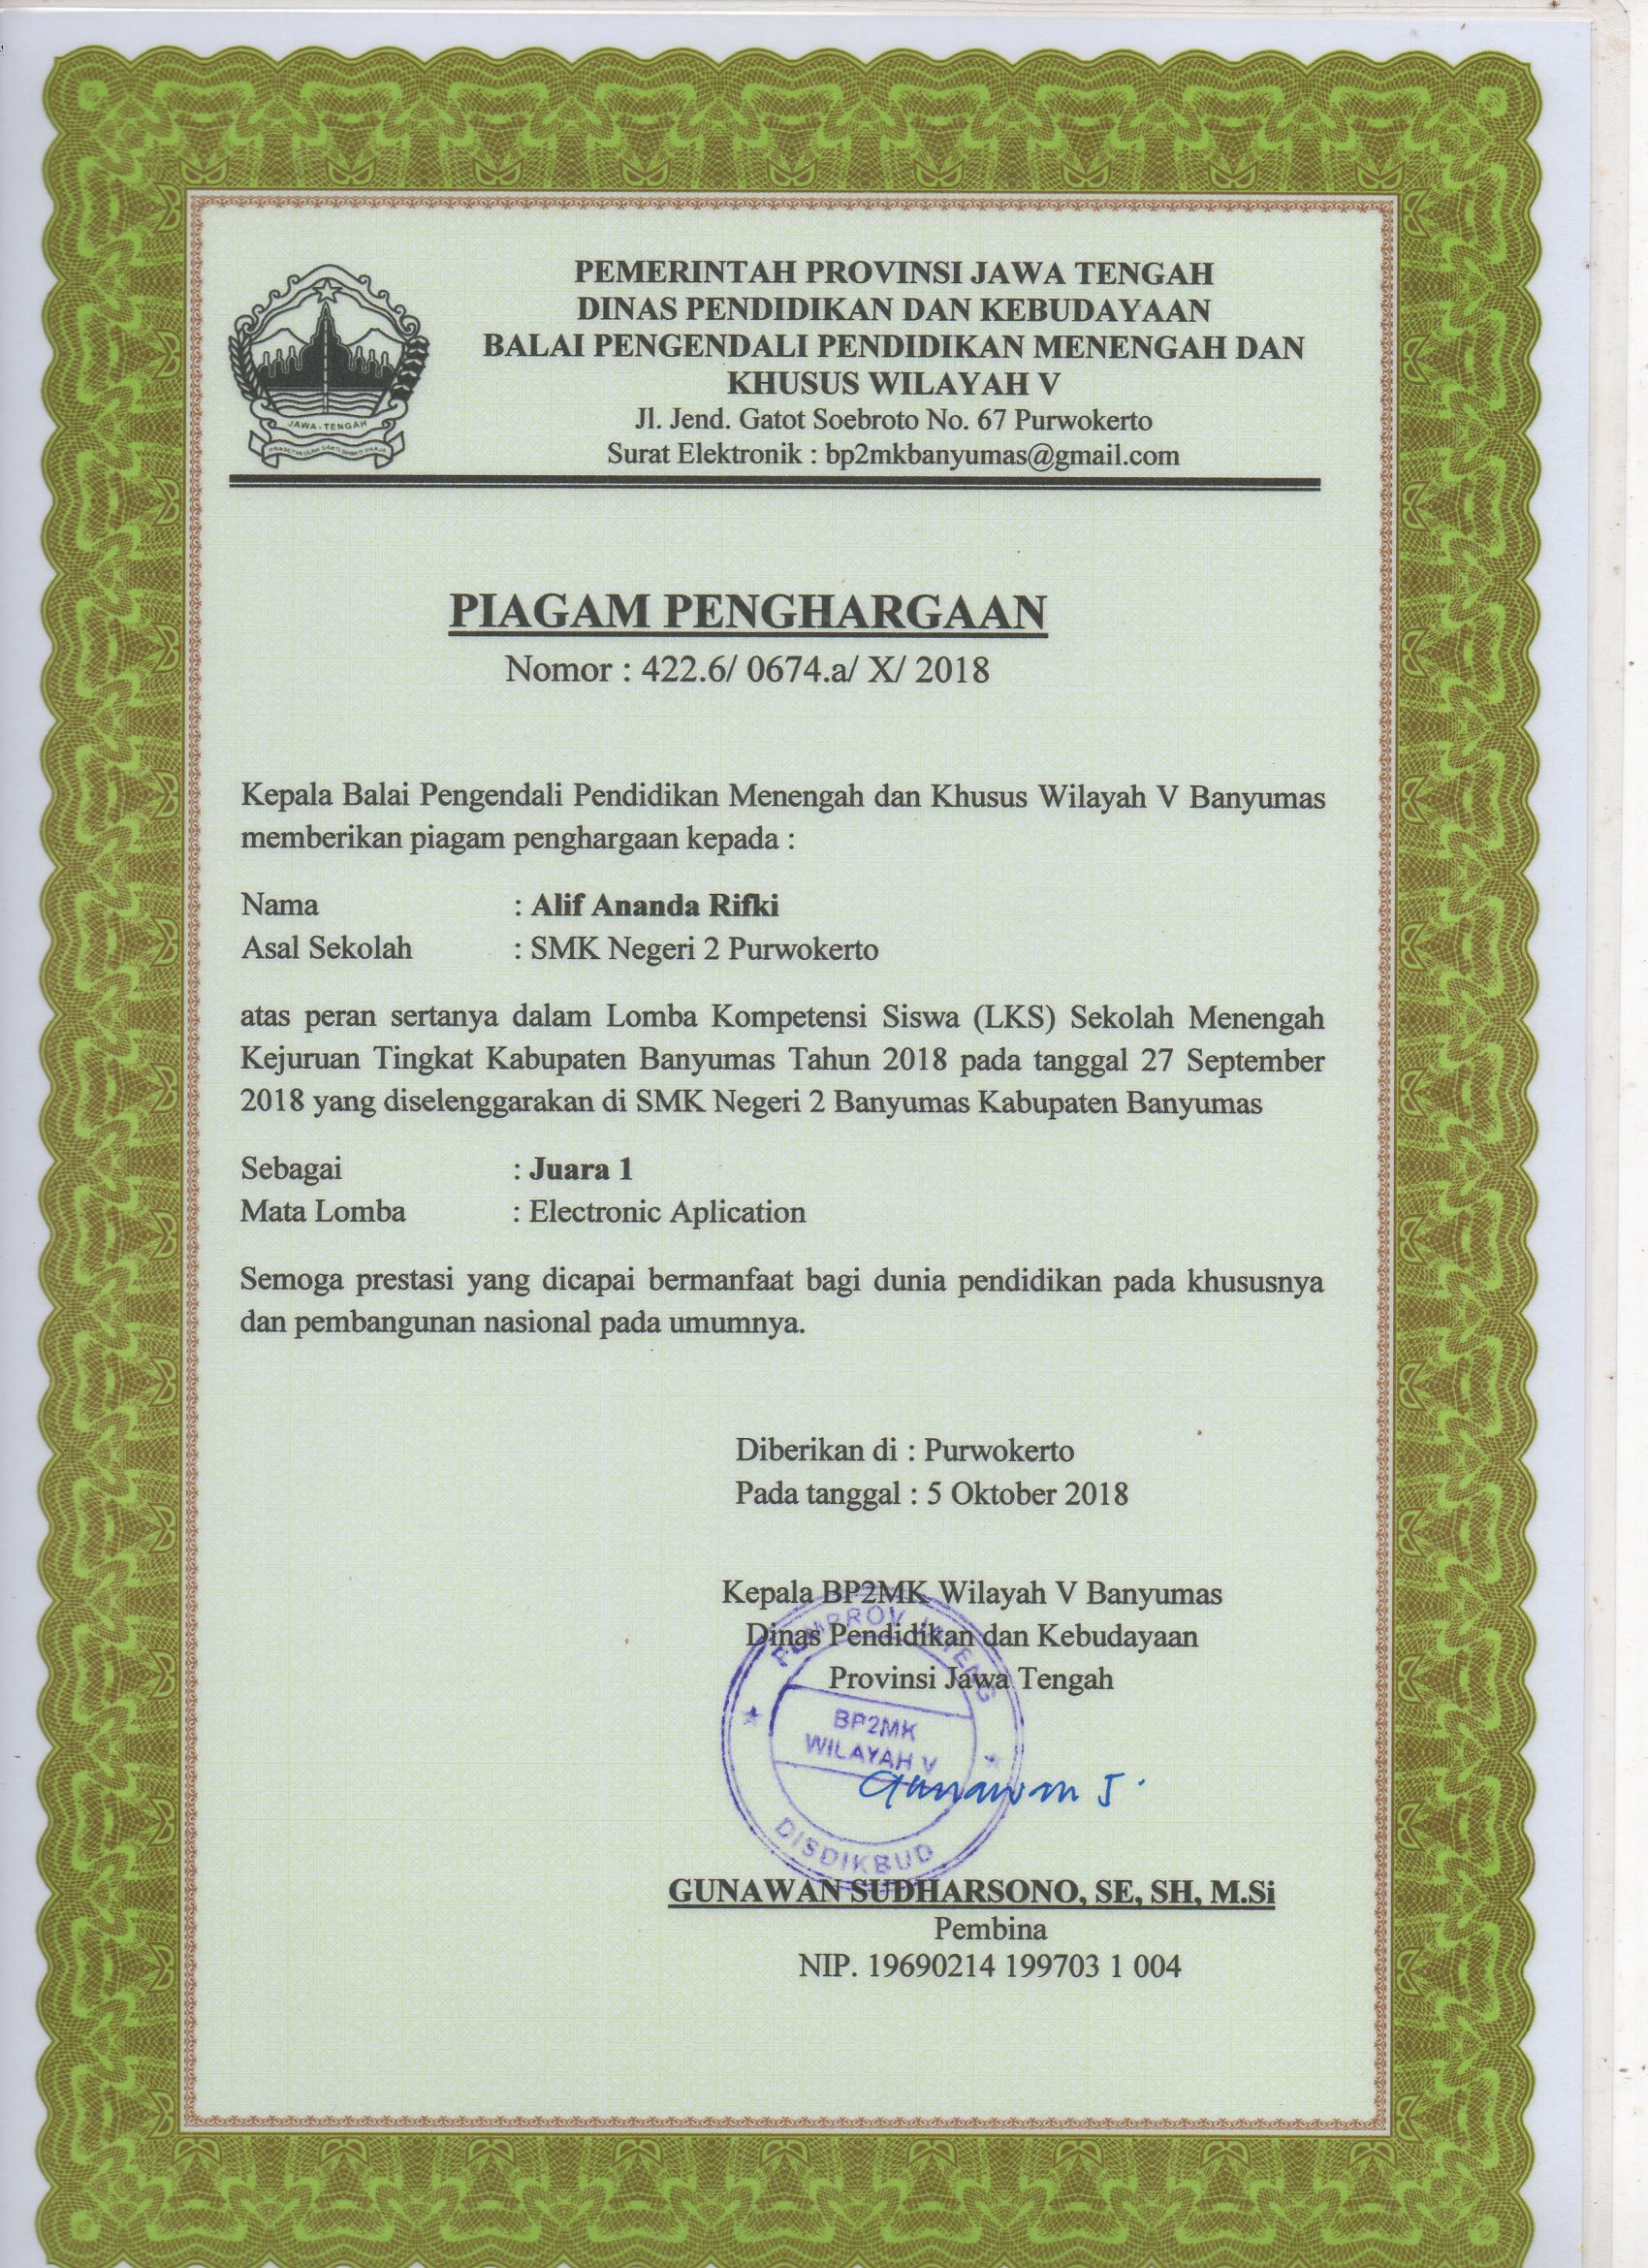 PEMERINTAH PROVINSI JAWA TENGAH
DINAS PENDIDIKAN DAN KEBUDAYAAN
BALAI PENGENDALI PENDIDIKAN MENENGAH DAN
KHUSUS WILAYAH V
Jl. Jend. Gatot Soebroto No. 67 Purwokerto
Surat Elektronik : bp2mkbanyumas@gmail.com
JAWA-TENGAH
PIAGAM PENGHARGAAN
Nomor : 422.6/ 0674.a/ X/ 2018
Kepala Balai Pengendali Pendidikan Menengah dan Khusus Wilayah V Banyumas
memberikan piagam penghargaan kepada :
Nama : Alif Ananda Rifki
Asal Sekolah : SMK Negeri 2 Purwokerto
atas peran sertanya dalam Lomba Kompetensi Siswa (LKS) Sekolah Menengah
Kejuruan Tingkat Kabupaten Banyumas Tahun 2018 pada tanggal 27 September
2018 yang diselenggarakan di SMK Negeri 2 Banyumas Kabupaten Banyumas
Sebagai : Juara 1
Mata Lomba : Electronic Aplication
Semoga prestasi yang dicapai bermanfaat bagi dunia pendidikan pada khususnya
dan pembangunan nasional pada umumnya.
Diberikan di : Purwokerto
Pada tanggal : 5 Oktober 2018
Kepala BP2MK Wilayah V Banyumas
Dinas Pendidikan dan Kebudayaan
Provinsi Jawa Tengah
PEMPROV JATENG
BP2MK
WILAYAH V
DISDIKBUD
Gunawan S.
GUNAWAN SUDHARSONO, SE, SH, M.Si
Pembina
NIP. 19690214 199703 1 004